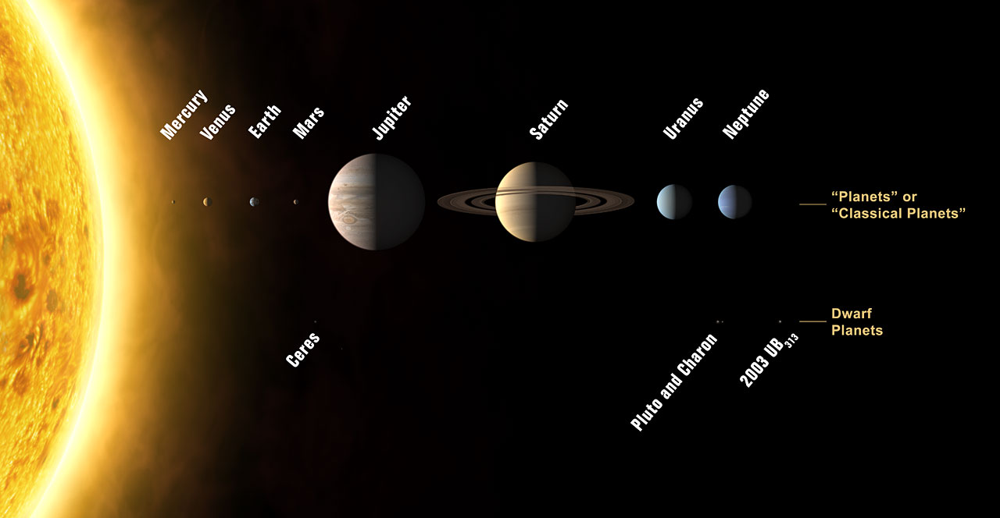 Mercury
Venus
Earth
Mars
Jupiter
Saturn
Uranus
Neptune
“Planets” or
“Classical Planets”
Ceres
Pluto and Charon
2003 UB313
Dwarf
Planets